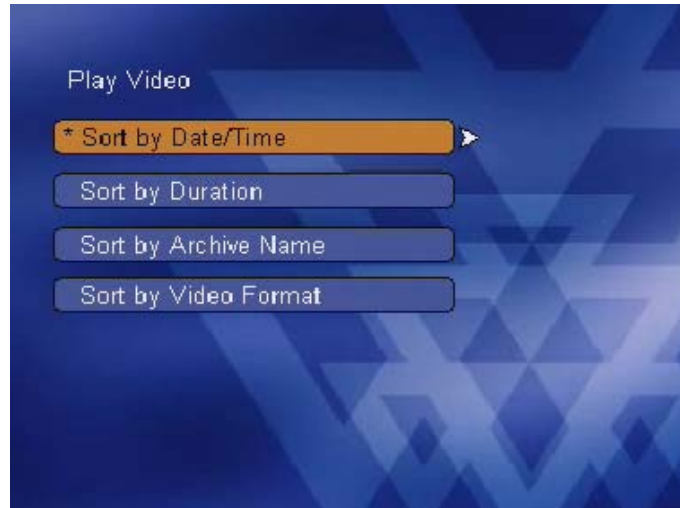 Play Video
* Sort by Date/Time
Sort by Duration
Sort by Archive Name
Sort by Video Format